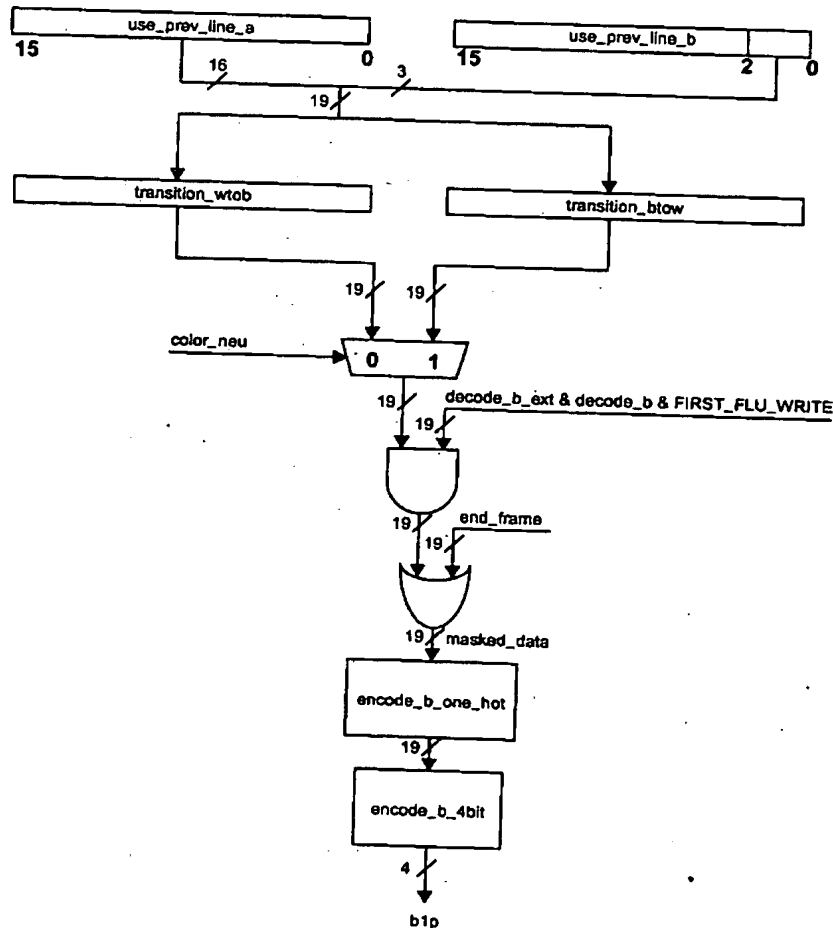 use_prev_line_a
use_prev_line_b
15 0
15 2 0
16 3
19
transition_wtob
transition_btow
19 19
color_neu
0 1
decode_b_ext & decode_b & FIRST_FLU_WRITE
19 19
end_frame
19 19
19 masked_data
encode_b_one_hot
19
encode_b_4bit
4
b1p